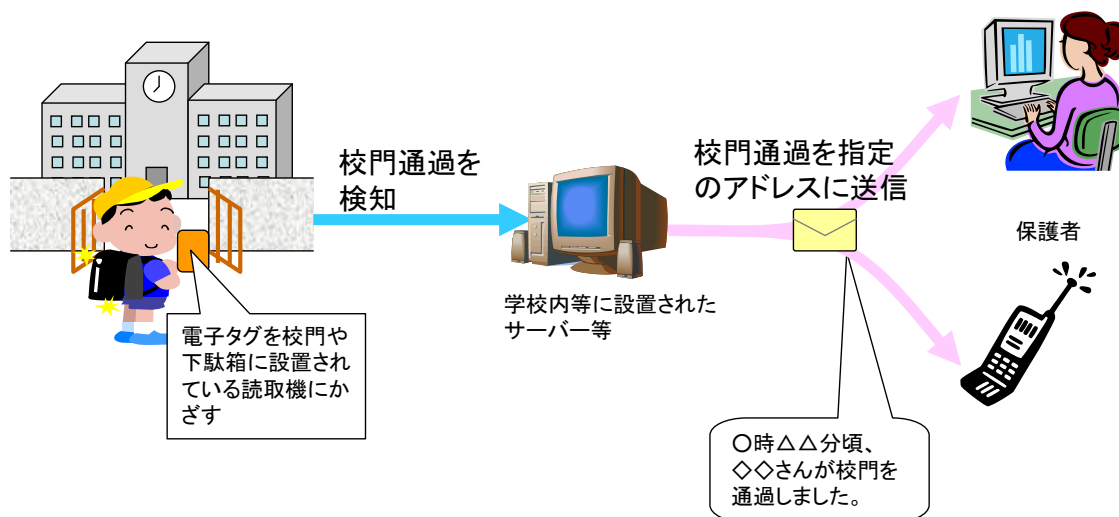 校門通過を
検知
電子タグを校門や
下駄箱に設置され
ている読取機にか
ざす
学校内等に設置された
サーバー等
校門通過を指定
のアドレスに送信
保護者
〇時△△分頃、
◇◇さんが校門を
通過しました。